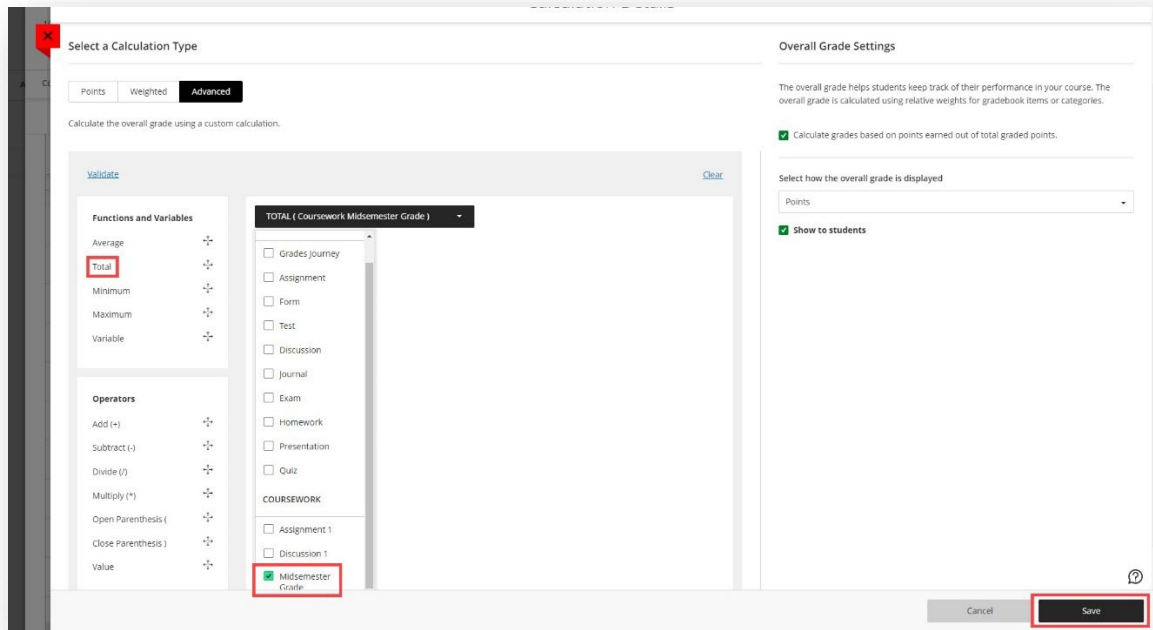 Select a Calculation Type
Points
Weighted
Advanced
Calculate the overall grade using a custom calculation.
Validate
Clear
Functions and Variables
Average
Total
Minimum
Maximum
Variable
Operators
Add (+)
Subtract (-)
Divide (/)
Multiply (*)
Open Parenthesis (
Close Parenthesis )
Value
TOTAL ( Coursework Midsemester Grade )
Grades Journey
Assignment
Form
Test
Discussion
Journal
Exam
Homework
Presentation
Quiz
COURSEWORK
Assignment 1
Discussion 1
Midsemester
Grade
Overall Grade Settings
The overall grade helps students keep track of their performance in your course. The
overall grade is calculated using relative weights for gradebook items or categories.
Calculate grades based on points earned out of total graded points.
Select how the overall grade is displayed
Points
Show to students
Cancel
Save